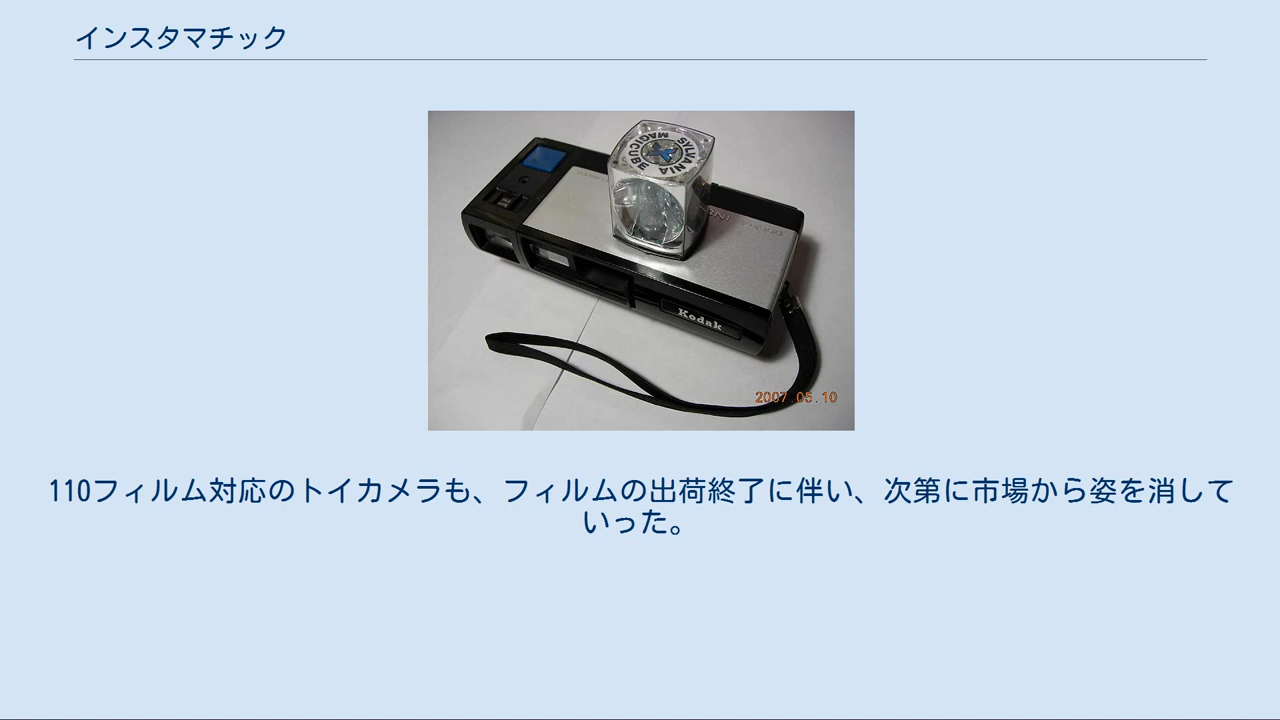 インスタマチック
SYLVANIA
MAGICUBE
X
Kodak
2007.05.10
110フィルム対応のトイカメラも、フィルムの出荷終了に伴い、次第に市場から姿を消して
いった。